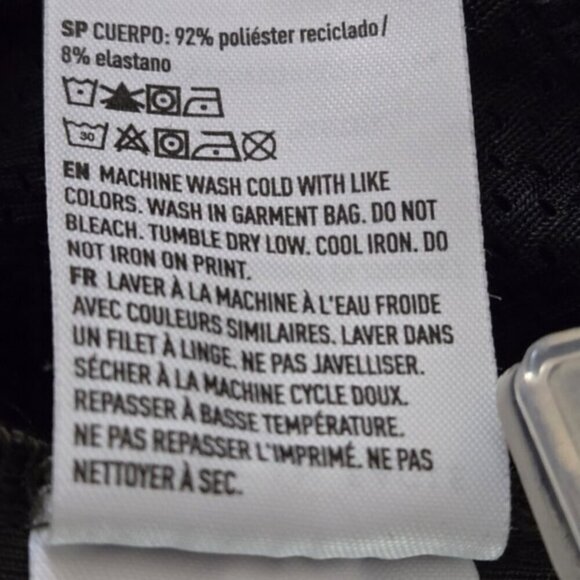 SP CUERPO: 92% poliéster reciclado/
8% elastano
30
EN MACHINE WASH COLD WITH LIKE
COLORS. WASH IN GARMENT BAG. DO NOT
BLEACH. TUMBLE DRY LOW. COOL IRON. DO
NOT IRON ON PRINT.
FR LAVER À LA MACHINE À L'EAU FROIDE
AVEC COULEURS SIMILAIRES. LAVER DANS
UN FILET À LINGE. NE PAS JAVELLISER.
SÉCHER À LA MACHINE CYCLE DOUX.
REPASSER À BASSE TEMPÉRATURE.
NE PAS REPASSER L'IMPRIMÉ. NE PAS
NETTOYER À SEC.